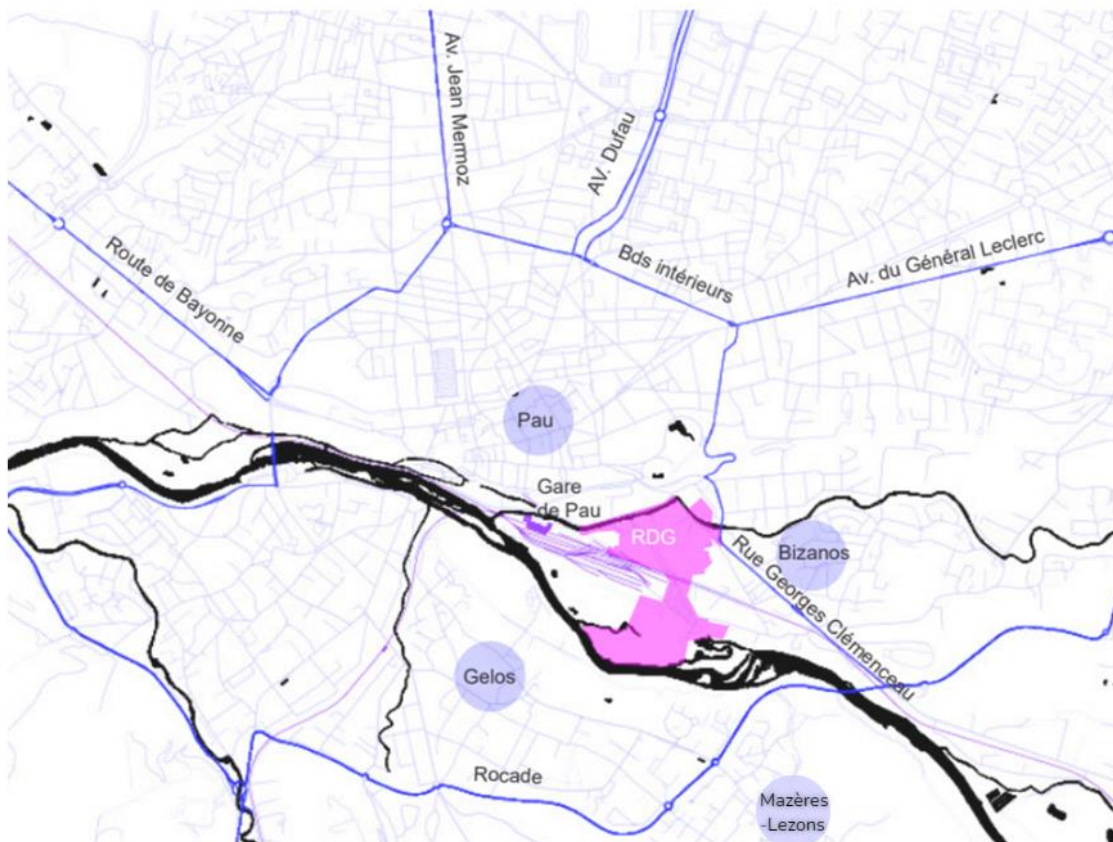 Av. Jean Mermoz
AV. Dufau
Route de Bayonne
Bds intérieurs
Av. du Général Leclerc
Pau
Gare
de Pau
RDG
Bizanos
Rue Georges Clémenceau
Gelos
Rocade
Mazères
-Lezons